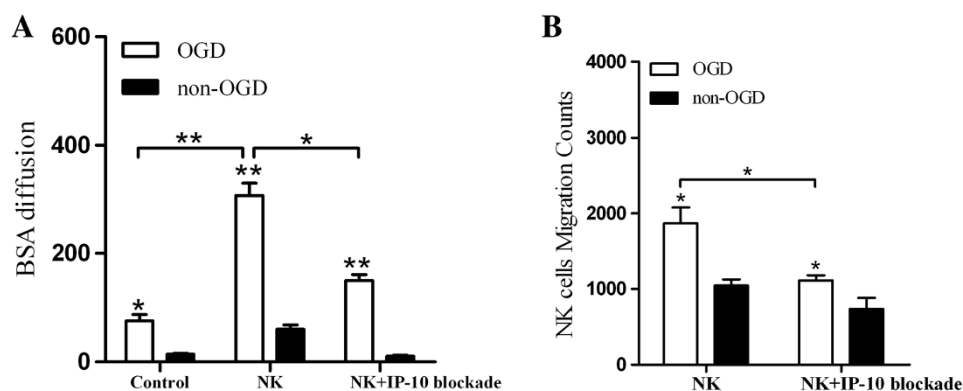 A
BSA diffusion
600
400
200
0
OGD
non-OGD
**
*
*
**
**
Control
NK
NK+IP-10 blockade
B
NK cells Migration Counts
4000
3000
2000
1000
0
OGD
non-OGD
*
*
*
NK
NK+IP-10 blockade